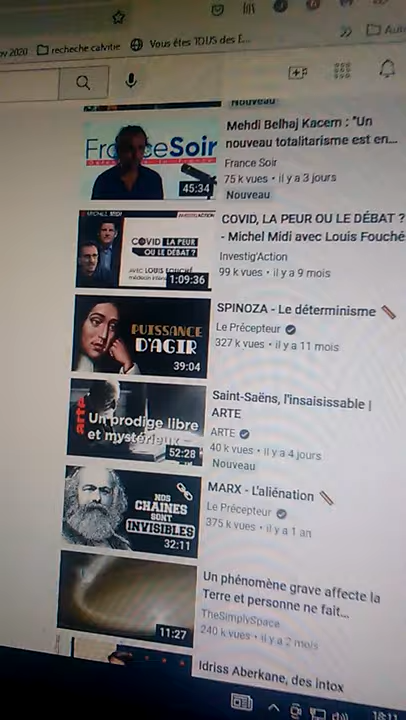 recheche calvitie
Vous êtes TOUS des E...
Nouveau
FranceSoir
45:34
Mehdi Belhaj Kacem : "Un
nouveau totalitarisme est en...
France Soir
75 k vues • il y a 3 jours
Nouveau
MICHEL MIDI
INVESTIG'ACTION
COVID LA PEUR
OU LE DÉBAT ?
AVEC LOUIS FOUCHÉ
1:09:36
COVID, LA PEUR OU LE DÉBAT ?
- Michel Midi avec Louis Fouché
Investig'Action
99 k vues • il y a 9 mois
PUISSANCE
D'AGIR
39:04
SPINOZA - Le déterminisme
Le Précepteur
327 k vues • il y a 11 mois
arte
Un prodige libre
et mystérieux
52:28
Saint-Saëns, l'insaisissable |
ARTE
ARTE
40 k vues • il y a 4 jours
Nouveau
NOS
CHAINES
SONT
INVISIBLES
32:11
MARX - L'aliénation
Le Précepteur
375 k vues • il y a 1 an
11:27
Un phénomène grave affecte la
Terre et personne ne fait...
TheSimplySpace
240 k vues • il y a 2 mois
Idriss Aberkane, des intox